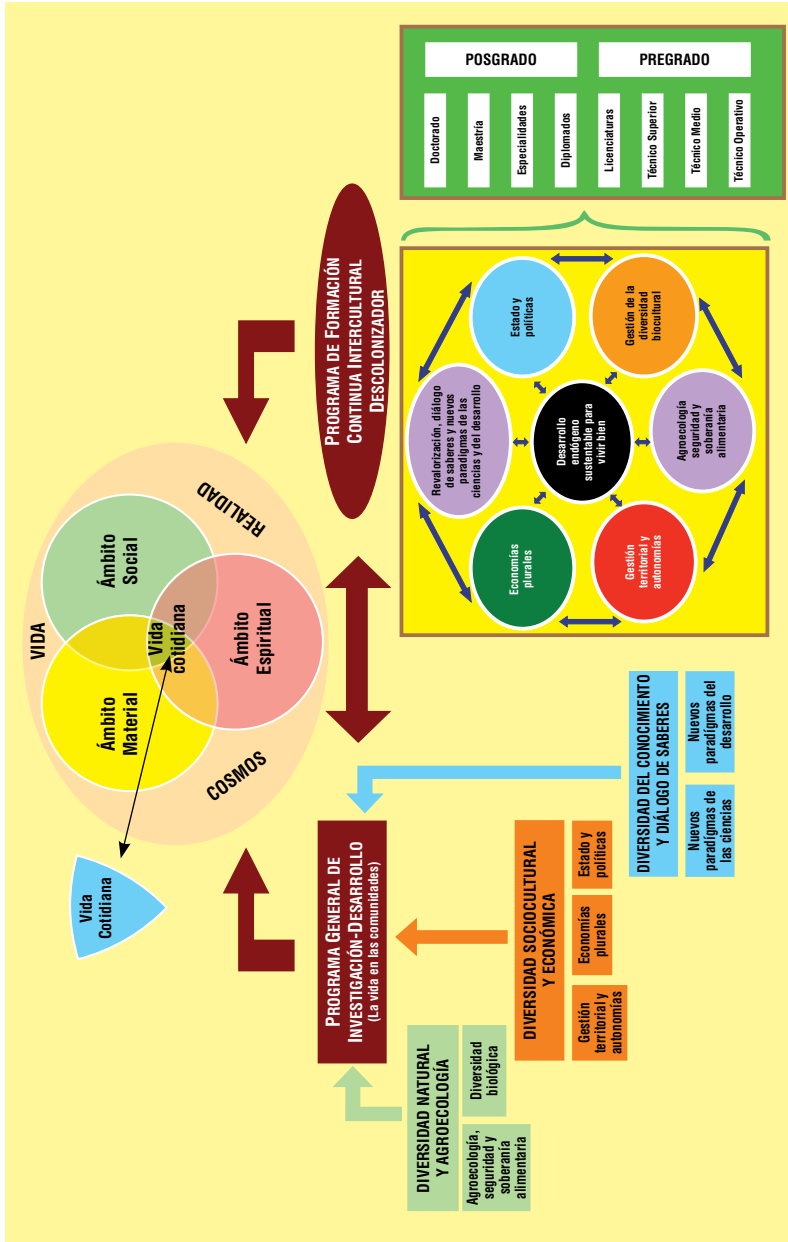 Vida
Cotidiana
VIDA
REALIDAD
COSMOS
Ámbito
Material
Ámbito
Social
Vida
cotidiana
Ámbito
Espiritual
PROGRAMA GENERAL DE
INVESTIGACIÓN-DESARROLLO
(La vida en las comunidades)
PROGRAMA DE FORMACIÓN
CONTINUA INTERCULTURAL
DESCOLONIZADOR
DIVERSIDAD NATURAL
Y AGROECOLOGÍA
Agroecología,
seguridad y
soberanía
alimentaria
Diversidad
biológica
DIVERSIDAD SOCIOCULTURAL
Y ECONÓMICA
Gestión
territorial y
autonomías
Economías
plurales
Estado y
políticas
DIVERSIDAD DEL CONOCIMIENTO
Y DIÁLOGO DE SABERES
Nuevos
paradígmas de
las ciencias
Nuevos
paradígmas del
desarrollo
Revalorización, diálogo
de saberes y nuevos
paradigmas de las
ciencias y del desarrollo
Economías
plurales
Estado y
políticas
Desarrollo
endógeno
sustentable para
vivir bien
Gestión
territorial y
autonomías
Gestión de la
diversidad
biocultural
Agroecología
seguridad y
soberanía
alimentaria
Doctorado
Maestría
Especialidades
Diplomados
Licenciaturas
Técnico Superior
Técnico Medio
Técnico Operativo
POSGRADO
PREGRADO